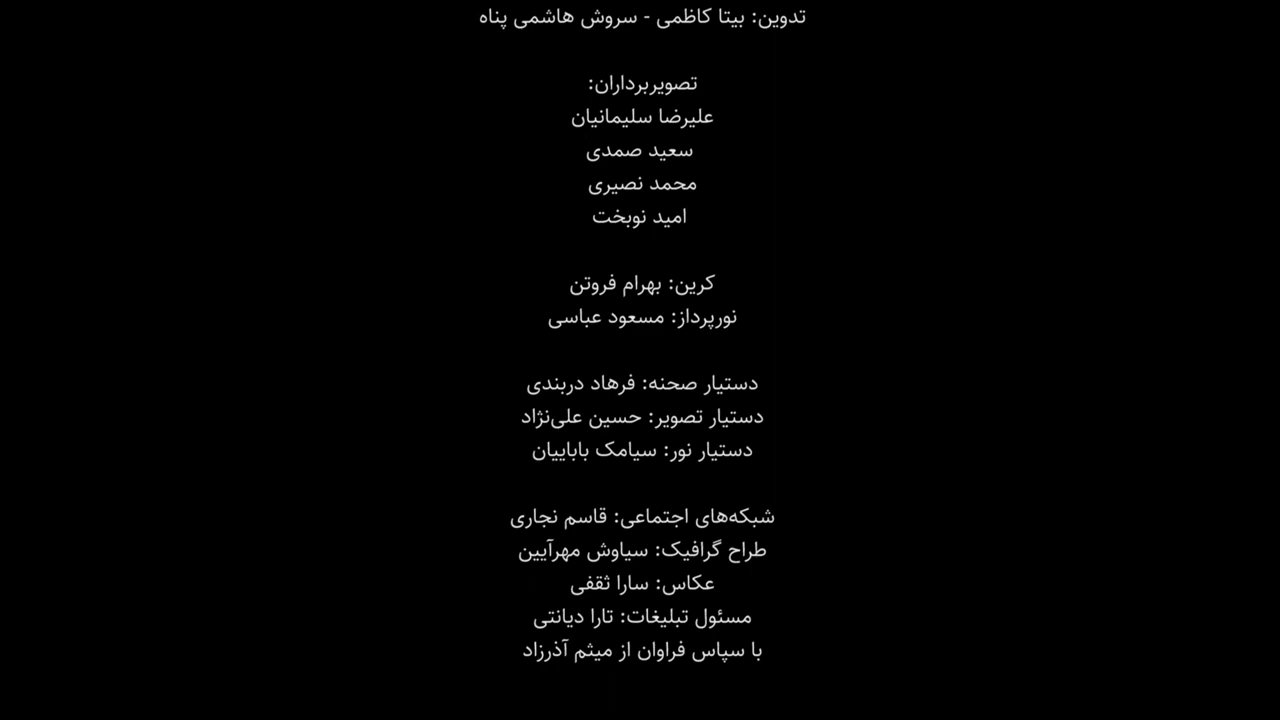 تدوین: بیتا کاظمی - سروش هاشمی پناه
تصویربرداران:
علیرضا سلیمانیان
سعید صمدی
محمد نصیری
امید نوبخت
کرین: بهرام فروتن
نورپرداز: مسعود عباسی
دستیار صحنه: فرهاد دربندی
دستیار تصویر: حسین علی‌نژاد
دستیار نور: سیامک بابایيان
شبکه‌های اجتماعی: قاسم نجاری
طراح گرافیک: سیاوش مهرآیین
عکاس: سارا ثقفی
مسئول تبلیغات: تارا دیانتی
با سپاس فراوان از میثم آذرزاد